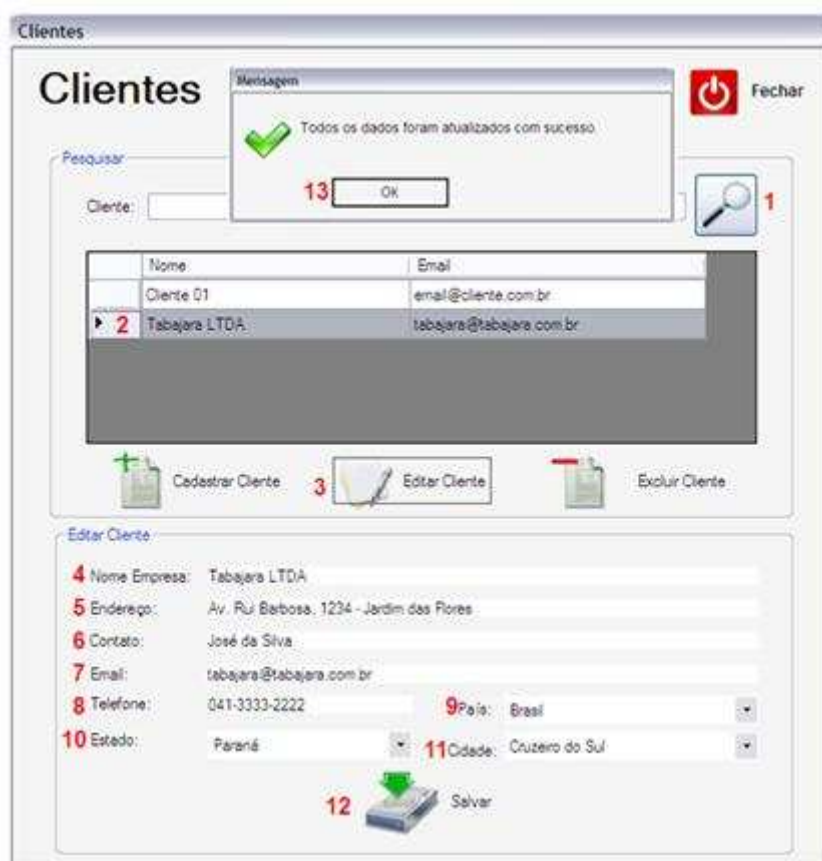 Clientes
Clientes
Mensagem
Fechar
Todos os dados foram atualizados com sucesso
13 OK
Pesquisar
Cliente:
1
Nome Email
Cliente 01 email@cliente.com.br
2 Tabajara LTDA tabajara@tabajara.com.br
Cadastrar Cliente 3 Editar Cliente Excluir Cliente
Editar Cliente
4 Nome Empresa: Tabajara LTDA
5 Endereço: Av. Rui Barbosa, 1234 - Jardim das Flores
6 Contato: José da Silva
7 Email: tabajara@tabajara.com.br
8 Telefone: 041-3333-2222 9 País: Brasil
10 Estado: Paraná 11 Cidade: Cruzeiro do Sul
12 Salvar